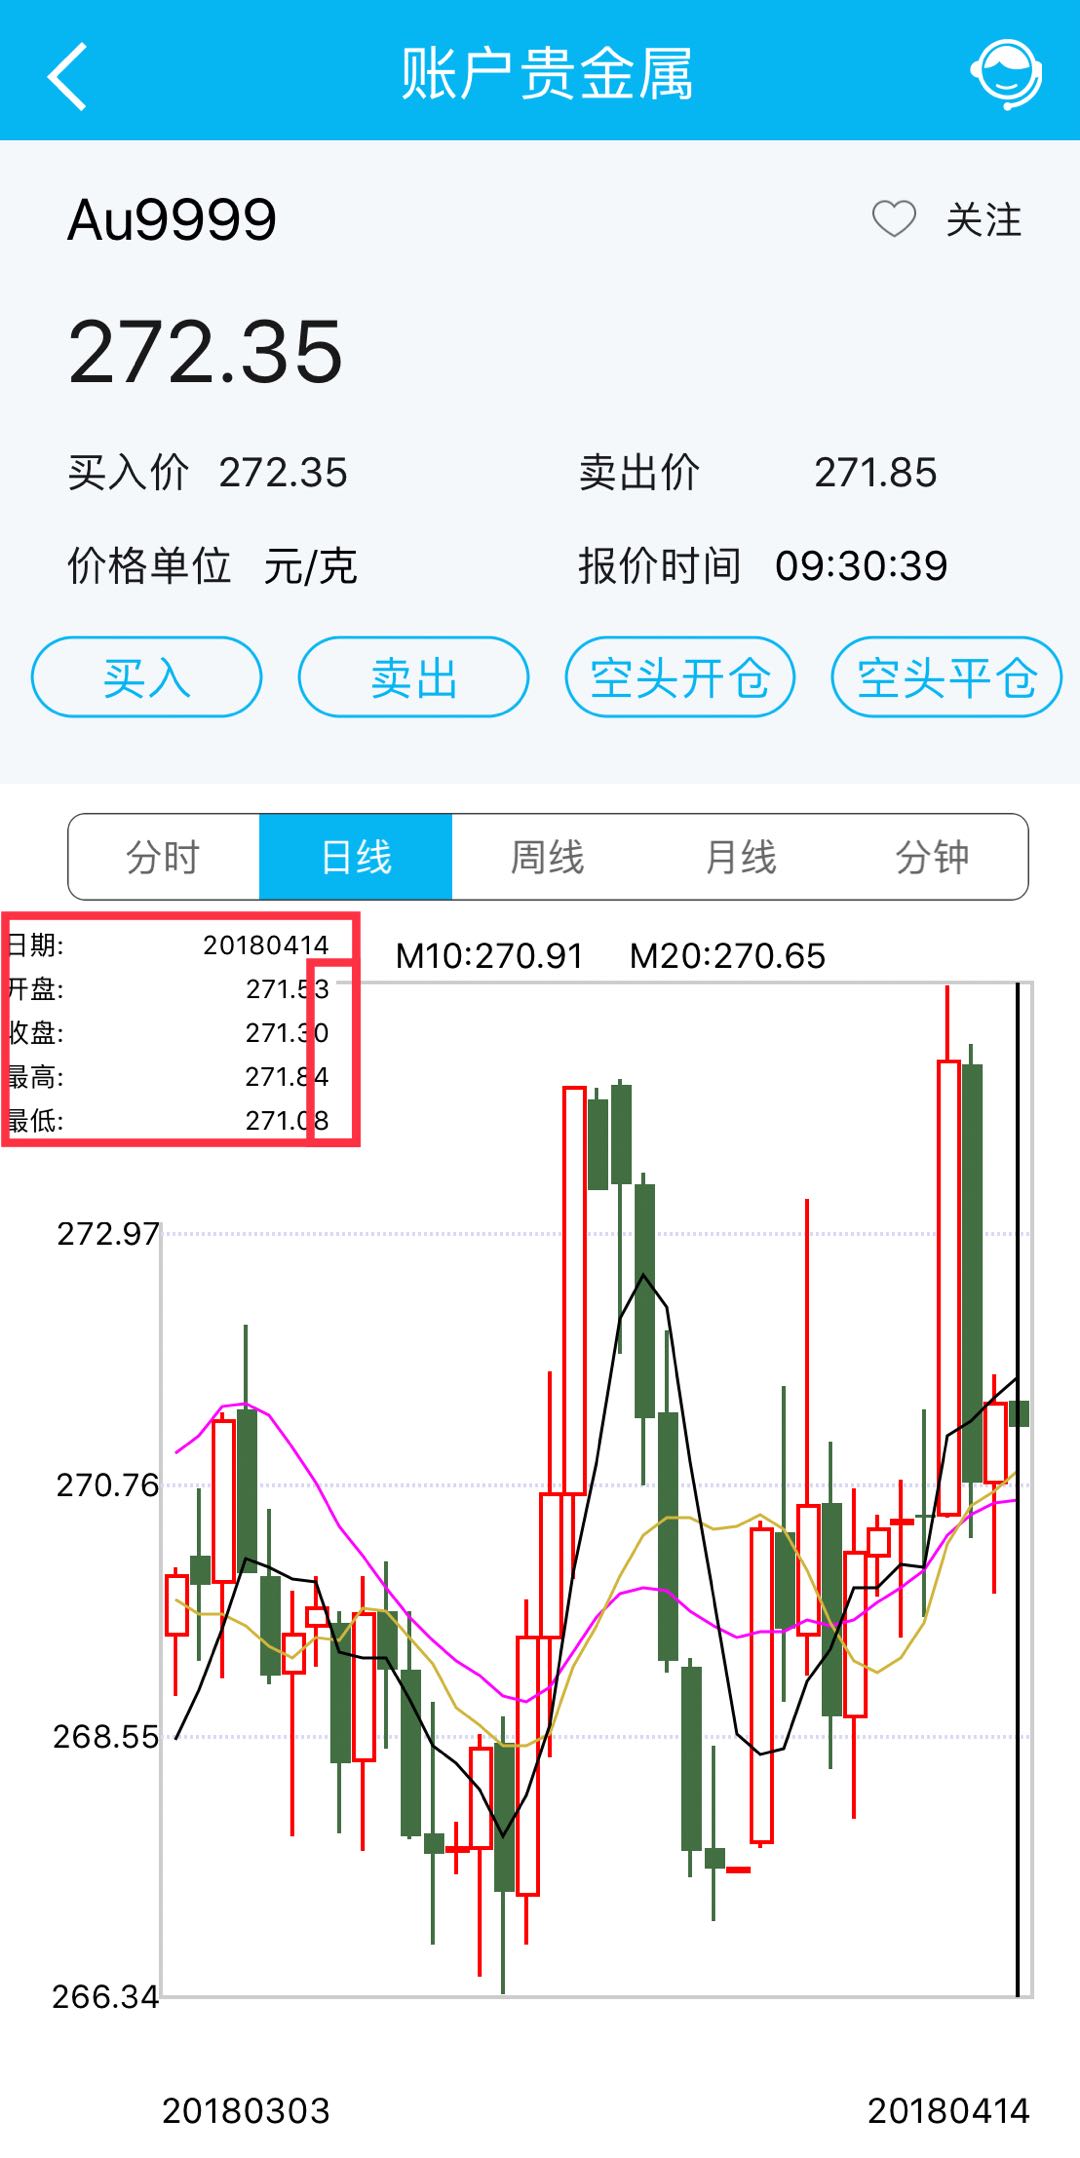 账户贵金属
Au9999
关注
272.35
买入价 272.35 卖出价 271.85
价格单位 元/克 报价时间 09:30:39
买入 卖出 空头开仓 空头平仓
分时 日线 周线 月线 分钟
日期: 20180414
M10:270.91 M20:270.65
开盘: 271.53
收盘: 271.30
最高: 271.84
最低: 271.08
272.97
270.76
268.55
266.34
20180303 20180414